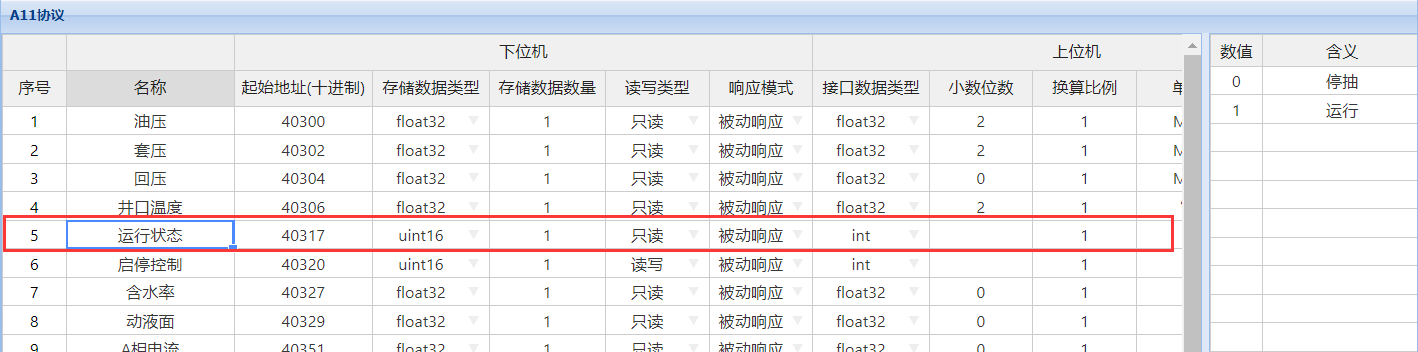 A11协议
下位机 上位机 数值 含义
序号 名称 起始地址(十进制) 存储数据类型 存储数据数量 读写类型 响应模式 接口数据类型 小数位数 换算比例
0 停抽
1 油压 40300 float32 1 只读 被动响应 float32 2 1 M
1 运行
2 套压 40302 float32 1 只读 被动响应 float32 2 1 M
3 回压 40304 float32 1 只读 被动响应 float32 0 1 M
4 井口温度 40306 float32 1 只读 被动响应 float32 2 1
5 运行状态 40317 uint16 1 只读 被动响应 int 1
6 启停控制 40320 uint16 1 读写 被动响应 int 1
7 含水率 40327 float32 1 只读 被动响应 float32 0 1
8 动液面 40329 float32 1 只读 被动响应 float32 0 1
9 A相电流 40351 float32 1 只读 被动响应 float32 0 1